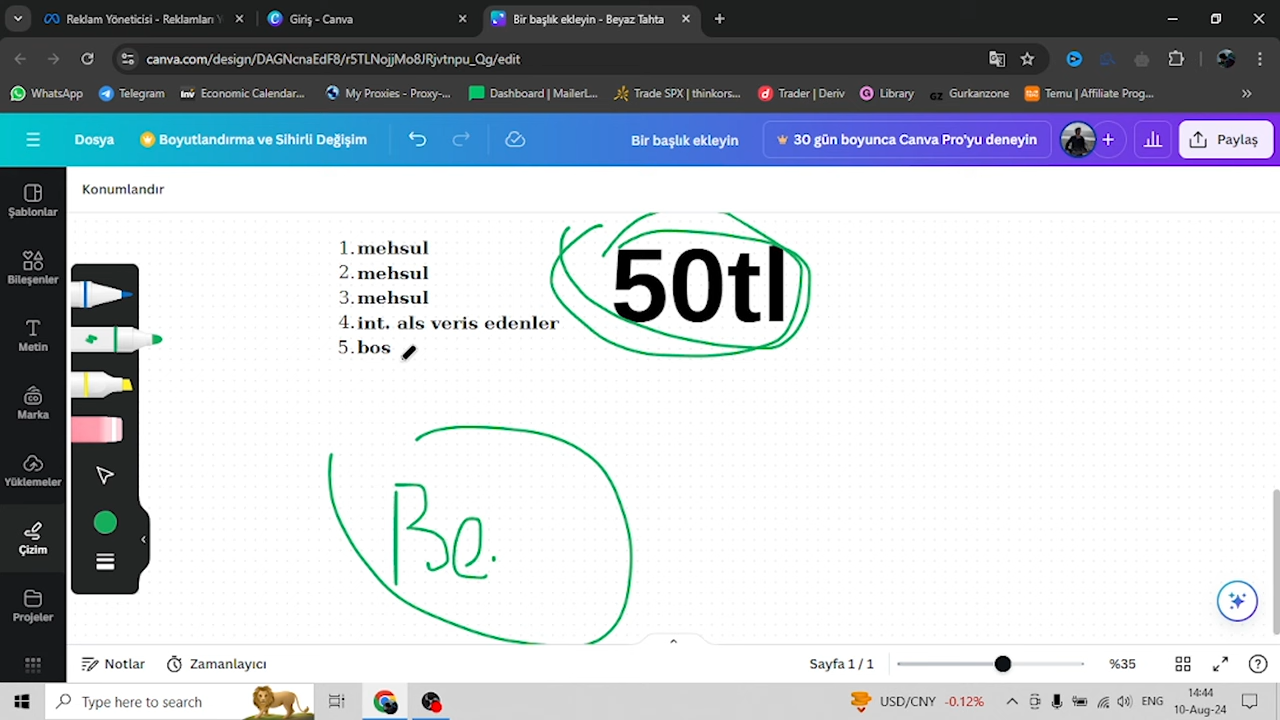 Reklam Yöneticisi - Reklamları Y
Giriş - Canva
Bir başlık ekleyin - Beyaz Tahta
canva.com/design/DAGNcnaEdF8/r5TLNojjMo8JRjvtnpu_Qg/edit
WhatsApp
Telegram
Economic Calendar...
My Proxies - Proxy-...
Dashboard | MailerL...
Trade SPX | thinkors...
Trader | Deriv
Library
GZ Gurkanzone
Temu | Affiliate Prog...
Dosya
Boyutlandırma ve Sihirli Değişim
Bir başlık ekleyin
30 gün boyunca Canva Pro'yu deneyin
Paylaş
Konumlandır
Şablonlar
Bileşenler
Metin
Marka
Yüklemeler
Çizim
Projeler
1. mehsul
2. mehsul
3. mehsul
4. int. als veris edenler
5. bos
50tl
Be.
Notlar
Zamanlayıcı
Sayfa 1 / 1
%35
Type here to search
USD/CNY -0.12%
ENG
14:44
10-Aug-24